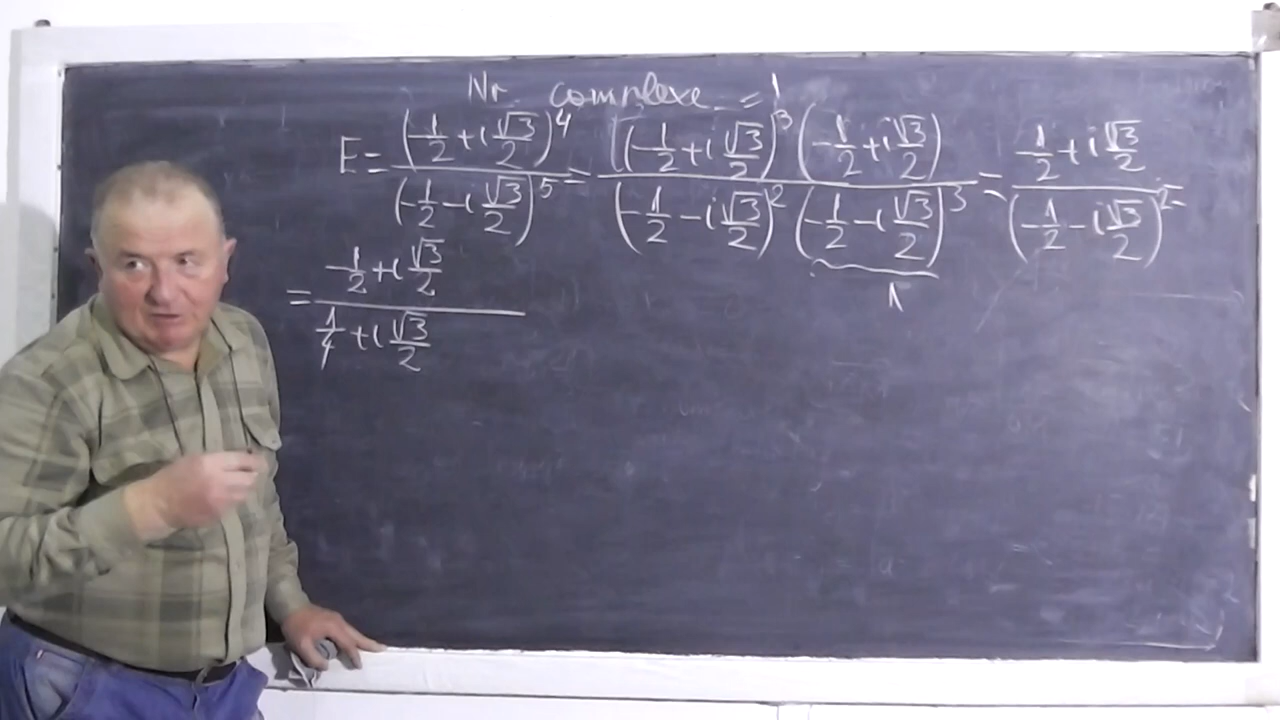 Nr. complexe = 1
E = (-1/2 + i √3/2)^4 / (-1/2 - i √3/2)^5 = (-1/2 + i √3/2)^3 (-1/2 + i √3/2) / (-1/2 - i √3/2)^2 (-1/2 - i √3/2)^3 = 1/2 + i √3/2 / (-1/2 - i √3/2)^2 =
1
= -1/2 + i √3/2 / 1/4 + i √3/2